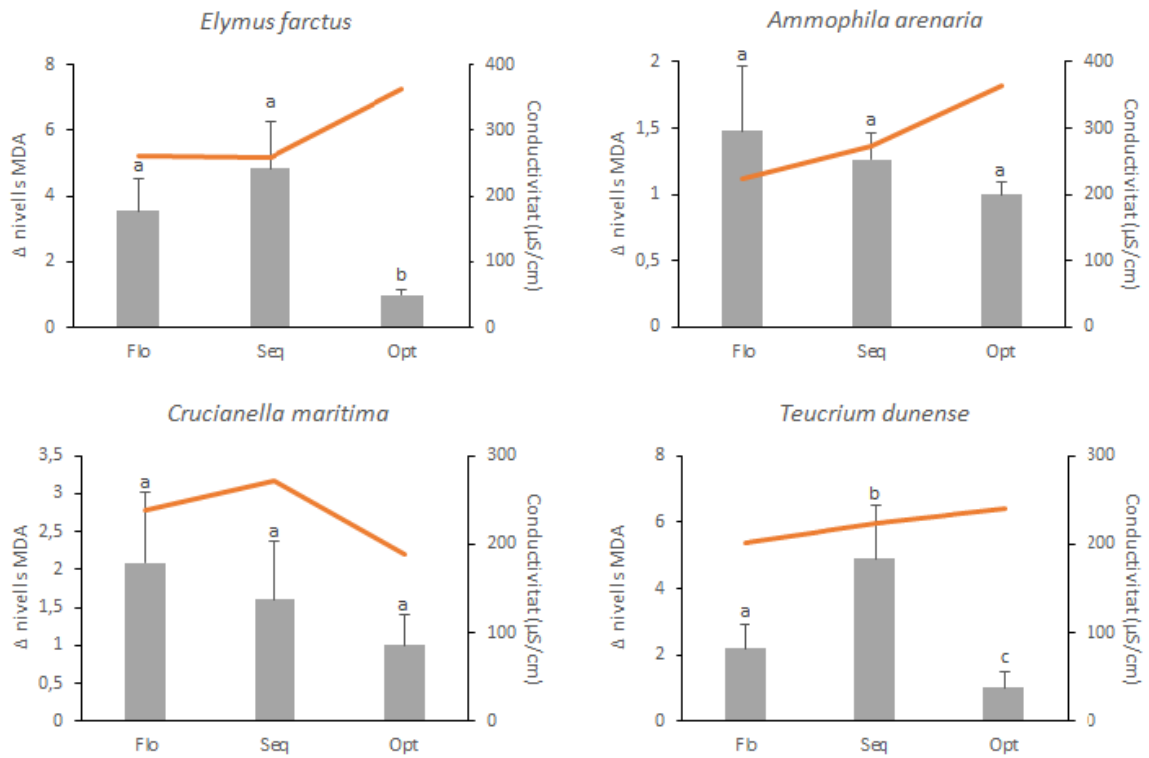 Elymus farctus
8
6
4
2
0
Δ nivells MDA
a
a
b
400
300
200
100
0
Conductivitat (µS/cm)
Flo Seq Opt
Ammophila arenaria
2
1,5
1
0,5
0
Δ nivells MDA
a
a
a
400
300
200
100
0
Conductivitat (µS/cm)
Flo Seq Opt
Crucianella maritima
3,5
3
2,5
2
1,5
1
0,5
0
Δ nivells MDA
a
a
a
300
200
100
0
Conductivitat (µS/cm)
Flo Seq Opt
Teucrium dunense
8
6
4
2
0
Δ nivells MDA
a
b
c
300
200
100
0
Conductivitat (µS/cm)
Flo Seq Opt